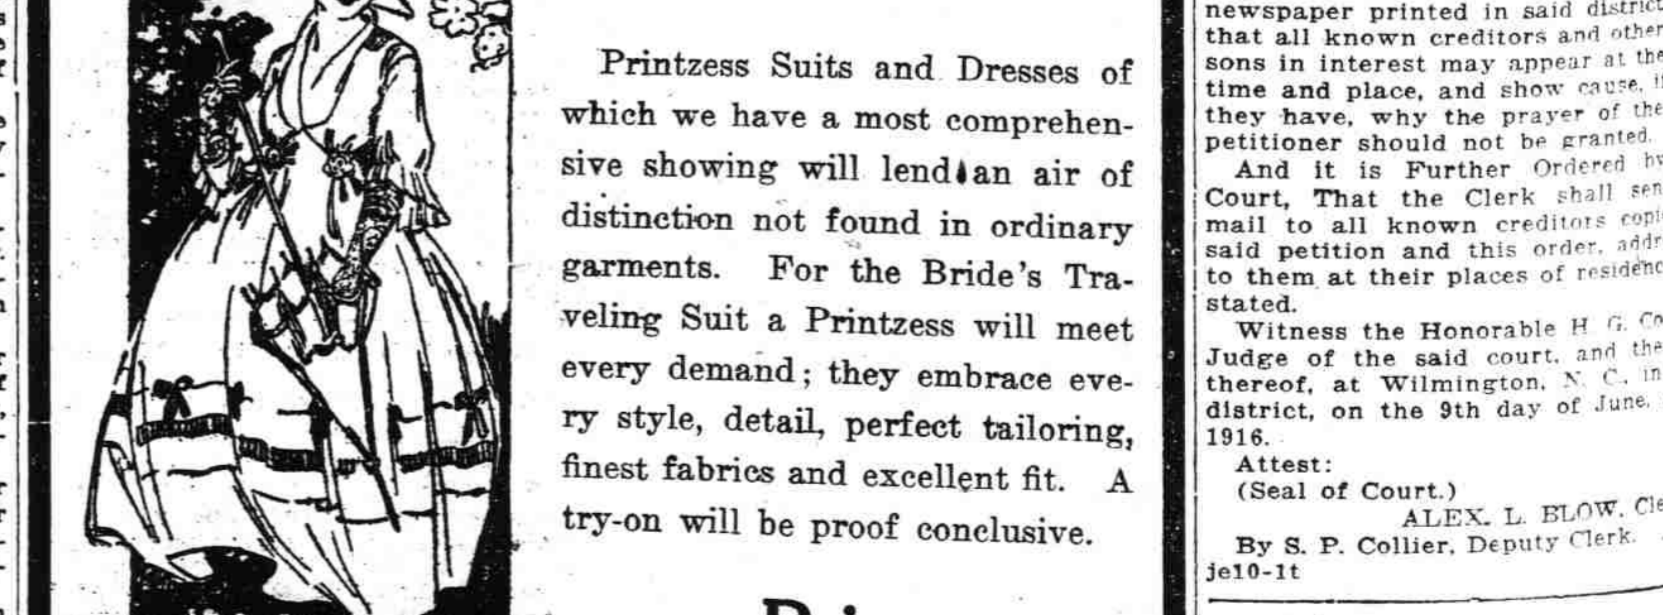 Printzess Suits and Dresses of
which we have a most comprehen-
sive showing will lend an air of
distinction not found in ordinary
garments. For the Bride's Tra-
veling Suit a Printzess will meet
every demand; they embrace eve-
ry style, detail, perfect tailoring,
finest fabrics and excellent fit. A
try-on will be proof conclusive.
newspaper printed in said district
that all known creditors and other
sons in interest may appear at the
time and place, and show cause, if
they have, why the prayer of the
petitioner should not be granted.
And it is Further Ordered by
Court, That the Clerk shall sen
mail to all known creditors copi
said petition and this order, addr
to them at their places of residenc
stated.
Witness the Honorable H. G. Co
Judge of the said court, and the
thereof, at Wilmington, N. C., in
district, on the 9th day of June,
1916.
Attest:
(Seal of Court.)
ALEX. L. BLOW, Cle
By S. P. Collier, Deputy Clerk.
je10-1t